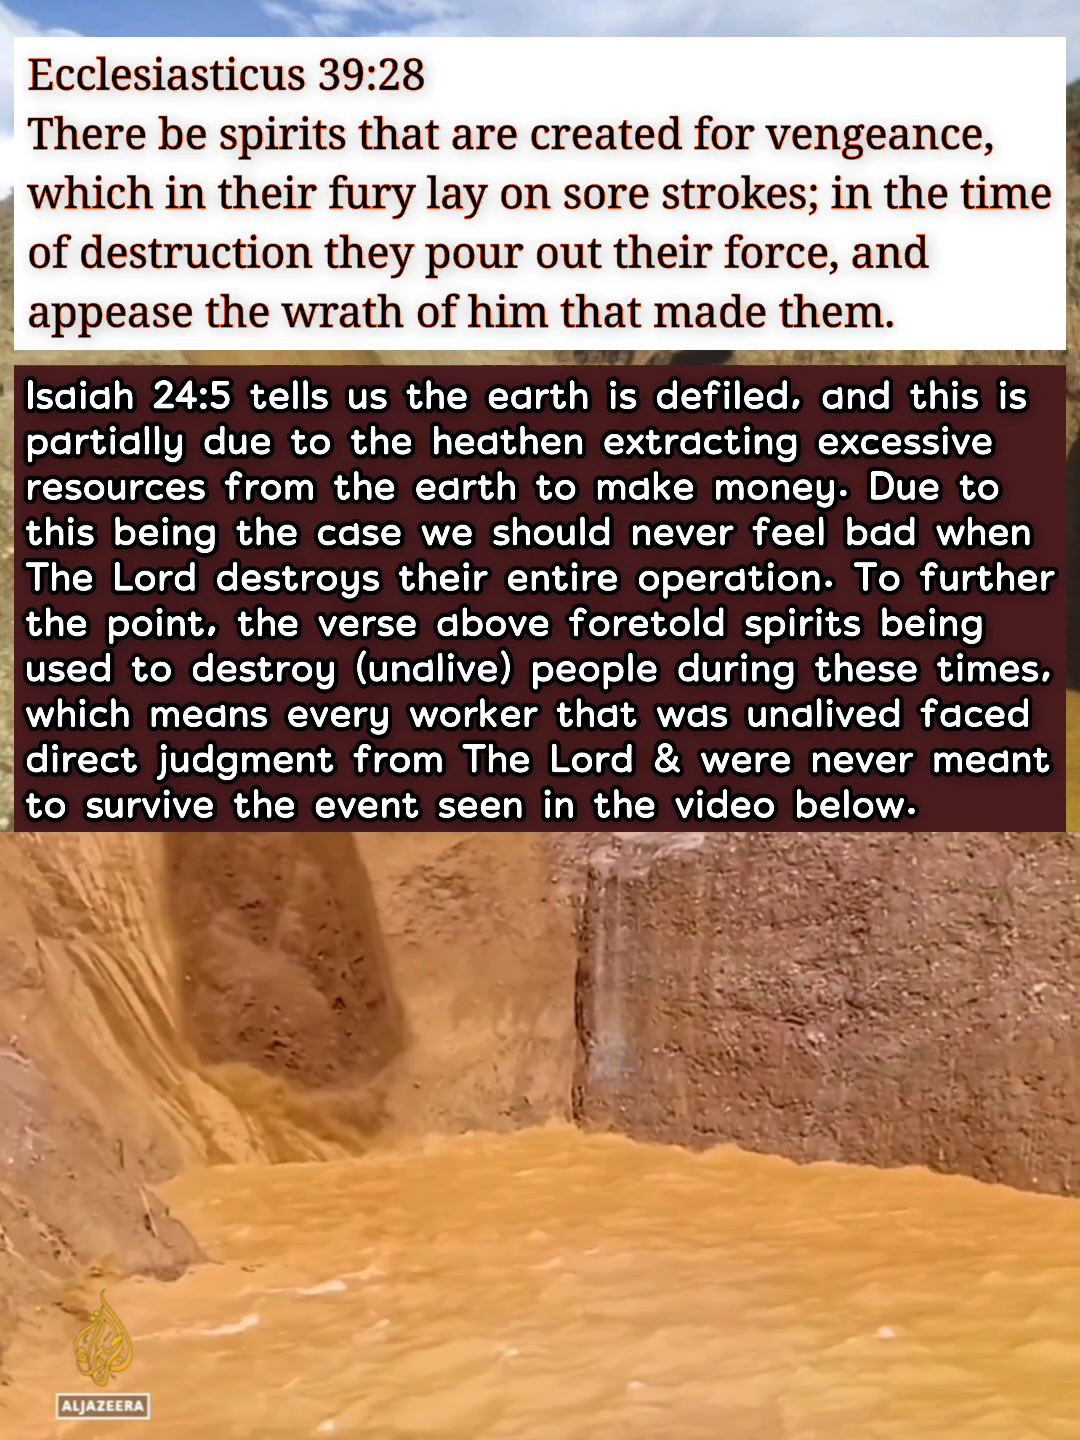 Ecclesiasticus 39:28
There be spirits that are created for vengeance,
which in their fury lay on sore strokes; in the time
of destruction they pour out their force, and
appease the wrath of him that made them.
Isaiah 24:5 tells us the earth is defiled, and this is
partially due to the heathen extracting excessive
resources from the earth to make money. Due to
this being the case we should never feel bad when
The Lord destroys their entire operation. To further
the point, the verse above foretold spirits being
used to destroy (unalive) people during these times,
which means every worker that was unalived faced
direct judgment from The Lord & were never meant
to survive the event seen in the video below.
ALJAZEERA